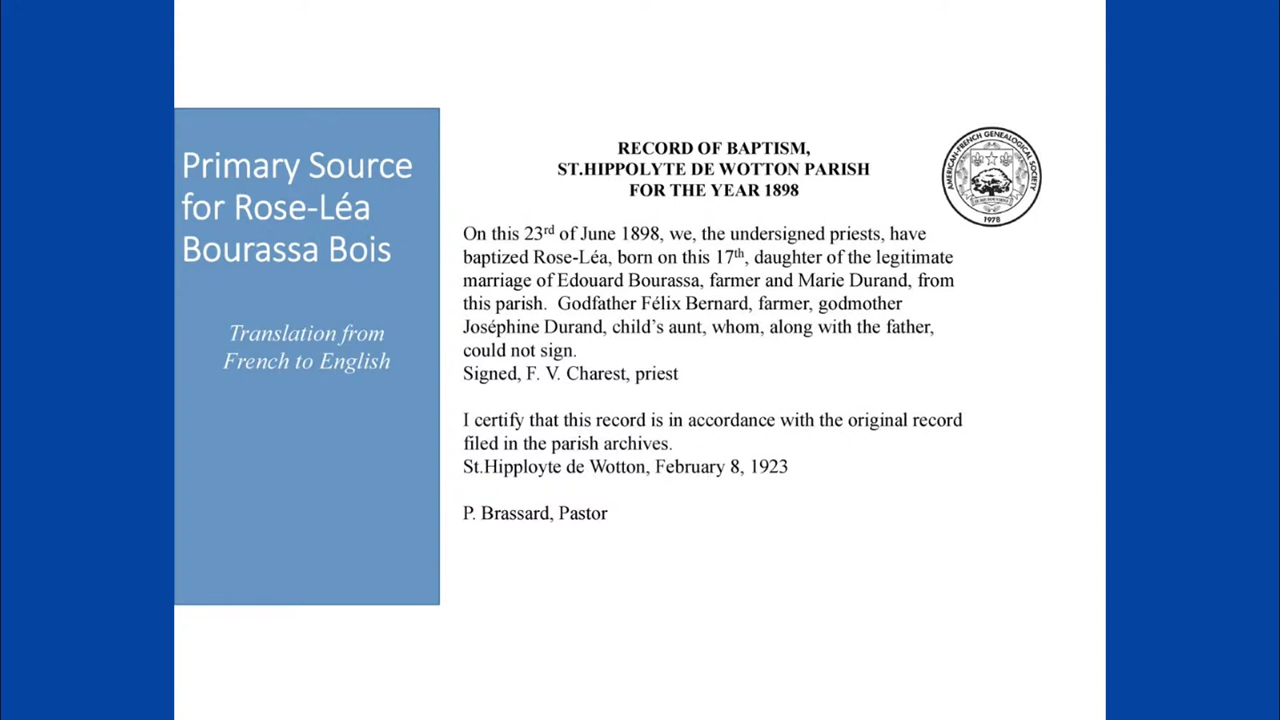 Primary Source
for Rose-Léa
Bourassa Bois
Translation from
French to English
RECORD OF BAPTISM,
ST.HIPPOLYTE DE WOTTON PARISH
FOR THE YEAR 1898
AMERICAN-FRENCH GENEALOGICAL SOCIETY
1978
On this 23rd of June 1898, we, the undersigned priests, have
baptized Rose-Léa, born on this 17th, daughter of the legitimate
marriage of Edouard Bourassa, farmer and Marie Durand, from
this parish. Godfather Félix Bernard, farmer, godmother
Joséphine Durand, child's aunt, whom, along with the father,
could not sign.
Signed, F. V. Charest, priest
I certify that this record is in accordance with the original record
filed in the parish archives.
St.Hipployte de Wotton, February 8, 1923
P. Brassard, Pastor